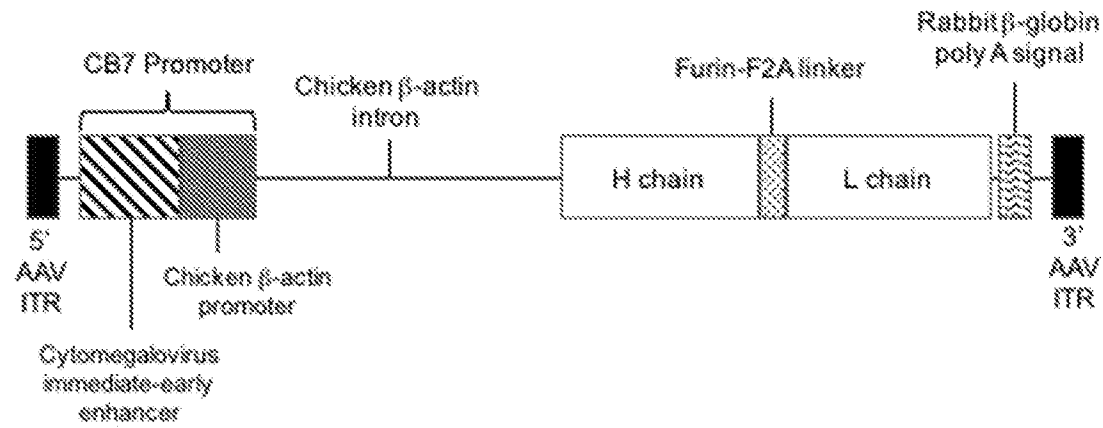 CB7 Promoter
Chicken β-actin
intron
Furin-F2A linker
Rabbit β-globin
poly A signal
H chain
L chain
5'
AAV
ITR
Chicken β-actin
promoter
Cytomegalovirus
immediate-early
enhancer
3'
AAV
ITR